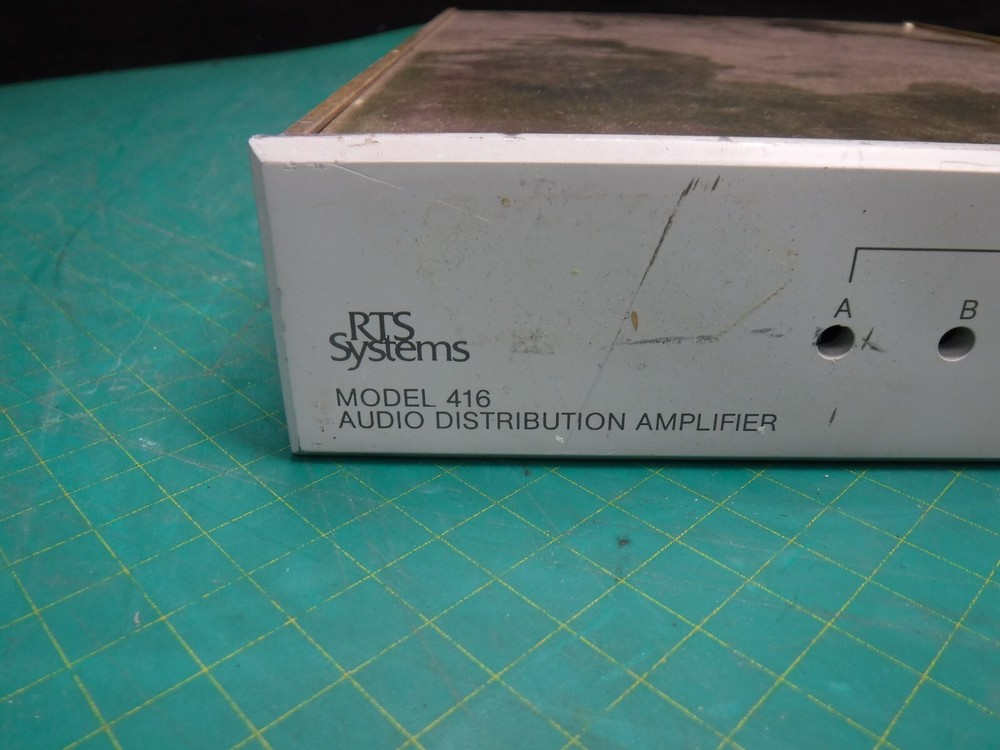 RTS
Systems
MODEL 416
AUDIO DISTRIBUTION AMPLIFIER
A B